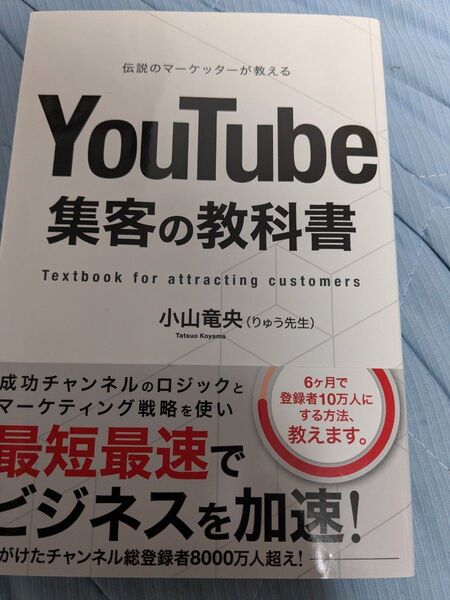 伝説のマーケッターが教える
YouTube
集客の教科書
Textbook for attracting customers
小山竜央(りゅう先生)
Tatsuo Koyama
成功チャンネルのロジックと
マーケティング戦略を使い
最短最速で
ビジネスを加速!
がけたチャンネル総登録者8000万人超え!
6ヶ月で
登録者10万人に
する方法、
教えます。